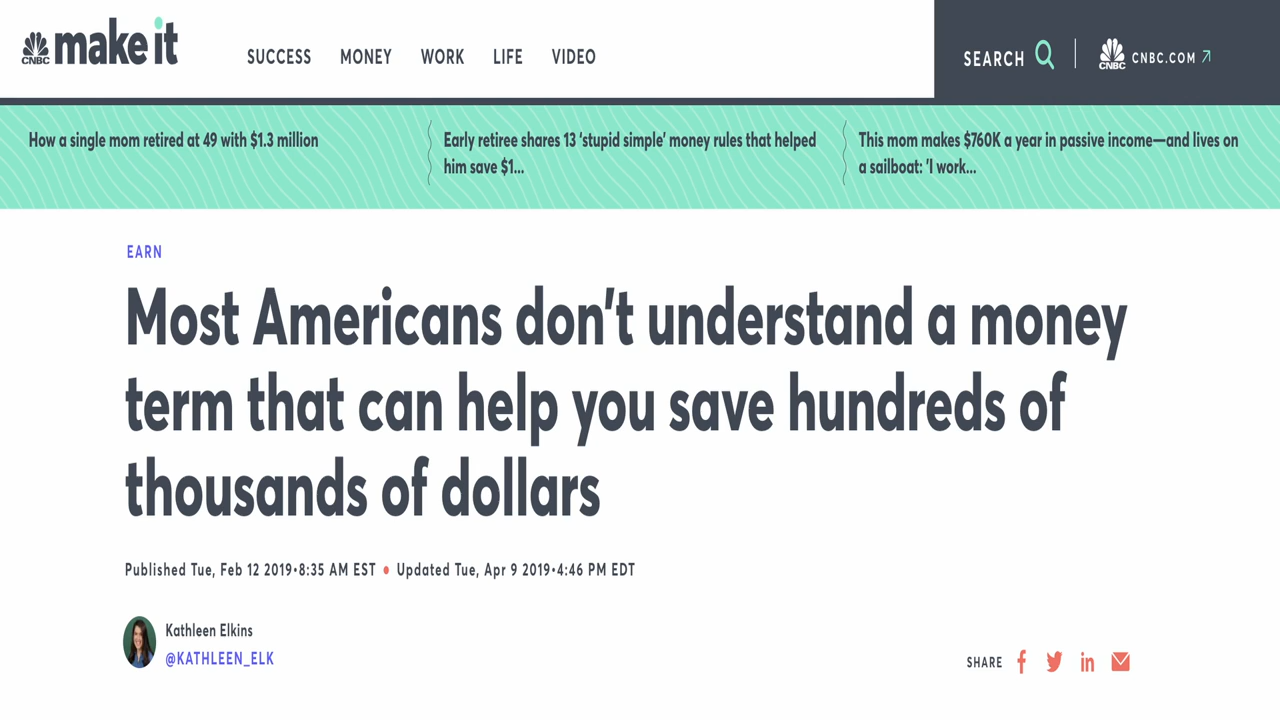 CNBC make it
SUCCESS MONEY WORK LIFE VIDEO
SEARCH
CNBC CNBC.COM
How a single mom retired at 49 with $1.3 million
Early retiree shares 13 ‘stupid simple’ money rules that helped
him save $1...
This mom makes $760K a year in passive income—and lives on
a sailboat: 'I work...
EARN
Most Americans don’t understand a money
term that can help you save hundreds of
thousands of dollars
Published Tue, Feb 12 2019•8:35 AM EST • Updated Tue, Apr 9 2019•4:46 PM EDT
Kathleen Elkins
@KATHLEEN_ELK
SHARE f in